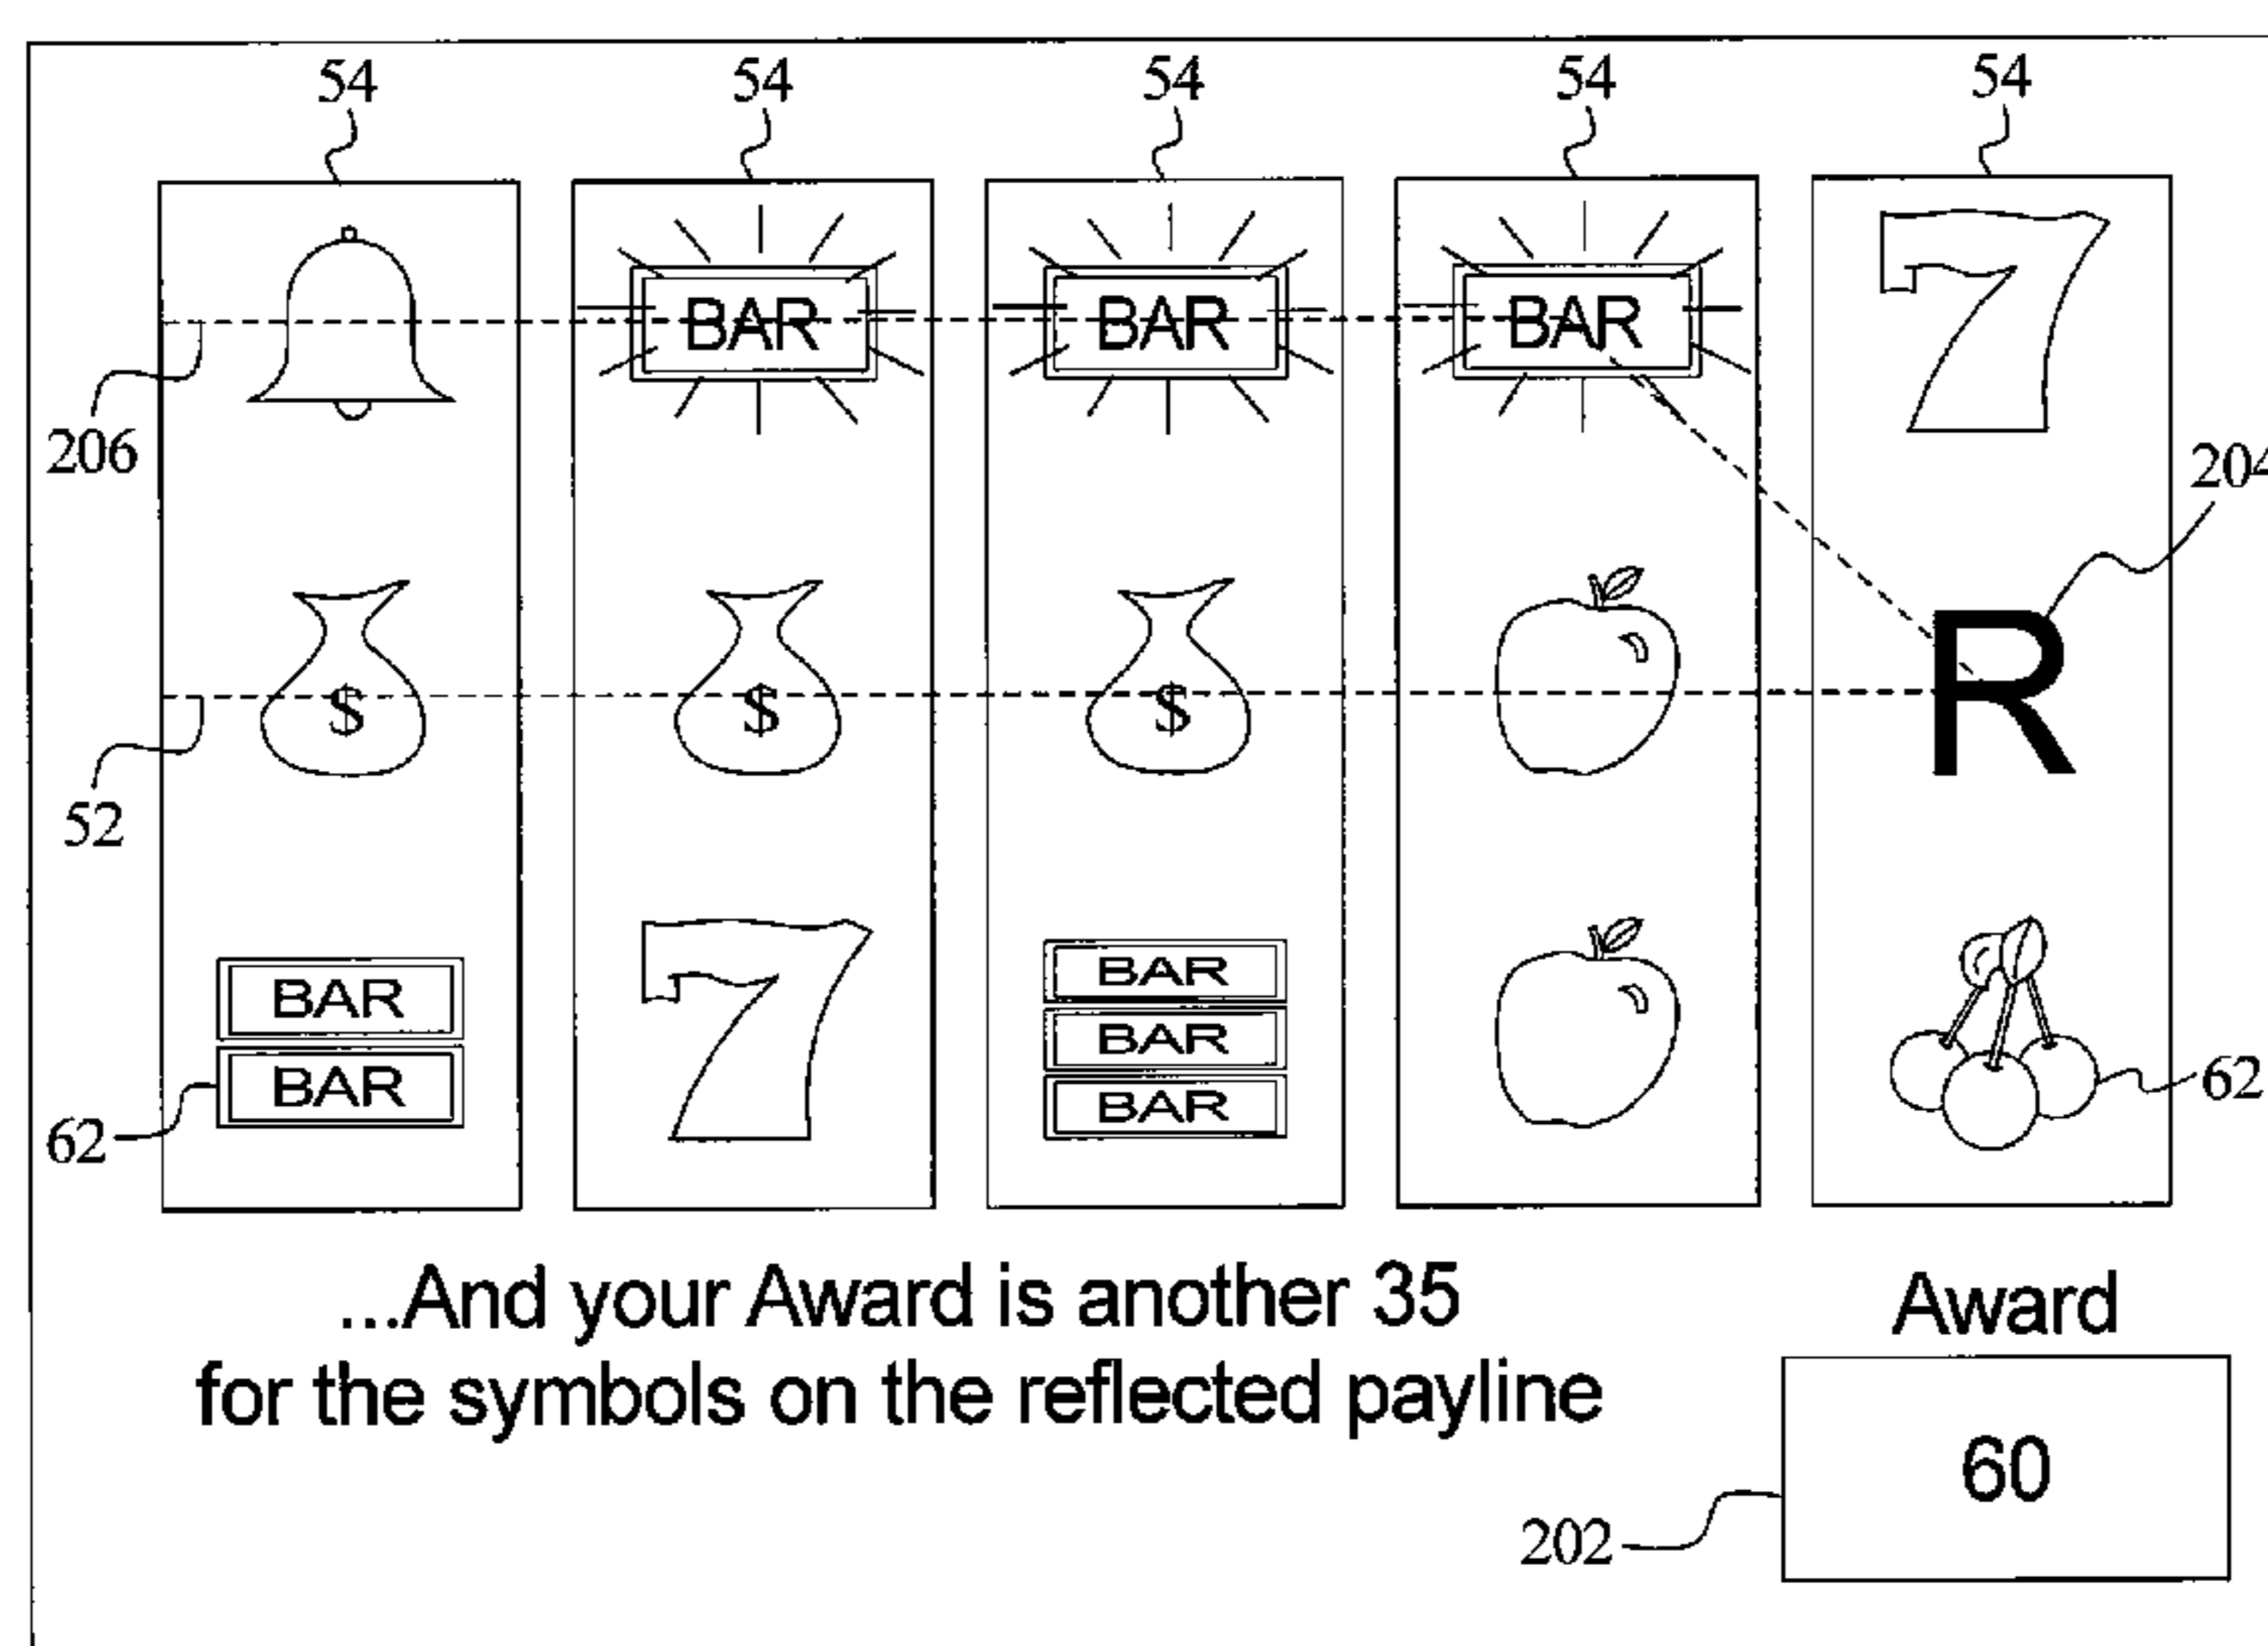 54 54 54 54 54
BAR BAR BAR
206
204
$ $ $ R
52
BAR BAR
BAR BAR
BAR
62 62
...And your Award is another 35
for the symbols on the reflected payline
Award
60
202